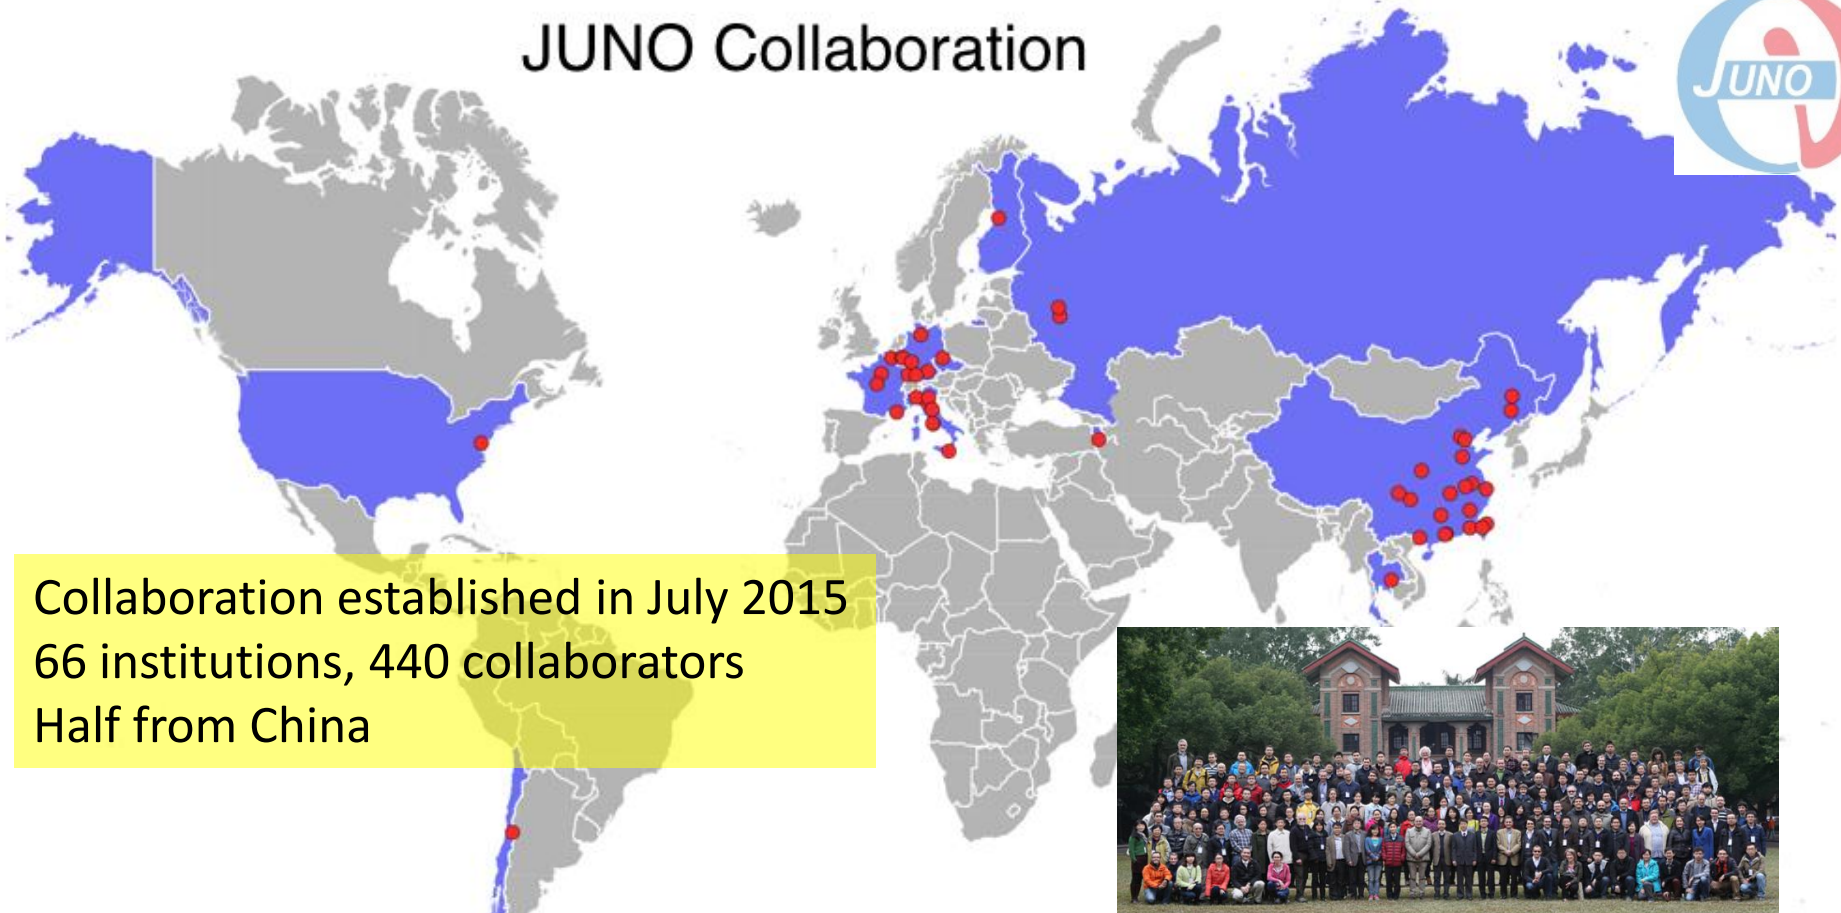 JUNO Collaboration
JUNO
Collaboration established in July 2015
66 institutions, 440 collaborators
Half from China